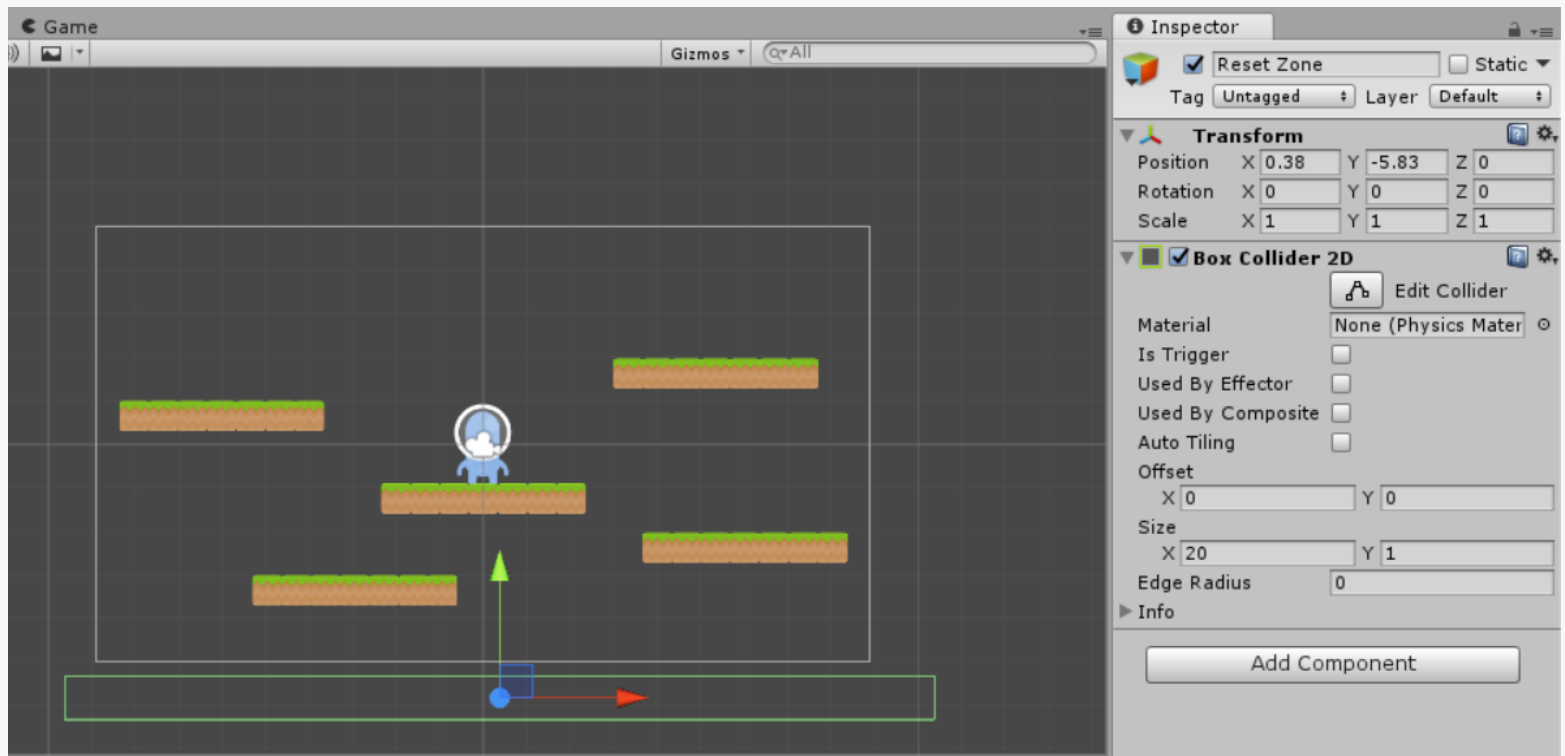 Game
Gizmos All
Inspector
Reset Zone Static
Tag Untagged Layer Default
Transform
Position X 0.38 Y -5.83 Z 0
Rotation X 0 Y 0 Z 0
Scale X 1 Y 1 Z 1
Box Collider 2D
Edit Collider
Material None (Physics Mater
Is Trigger
Used By Effector
Used By Composite
Auto Tiling
Offset
X 0 Y 0
Size
X 20 Y 1
Edge Radius 0
Info
Add Component